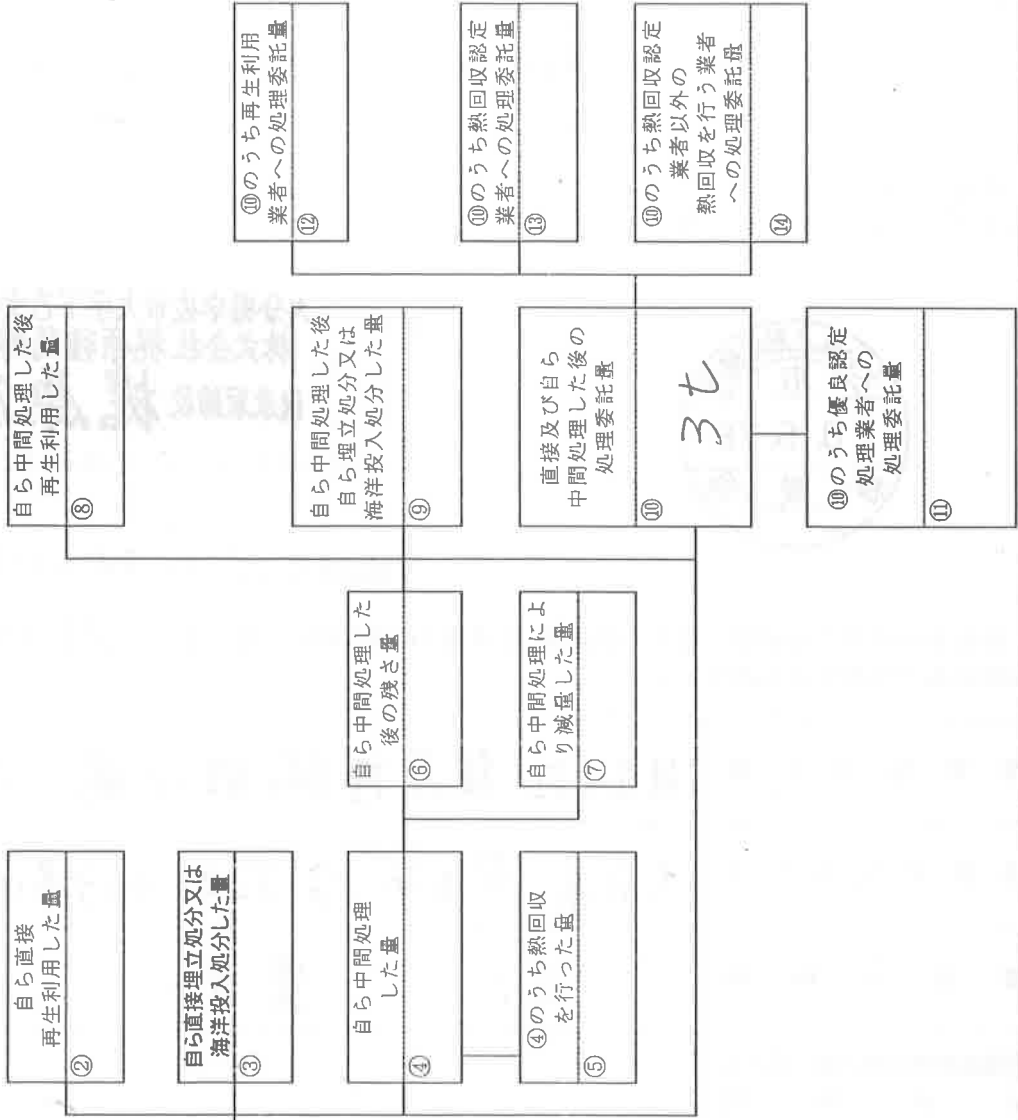 自ら直接
再生利用した量
②
自ら直接埋立処分又は
海洋投入処分した量
③
自ら中間処理
した量
④
④のうち熱回収
を行った量
⑤
自ら中間処理した
後の残さ量
⑥
自ら中間処理によ
り減量した量
⑦
自ら中間処理した後
再生利用した量
⑧
自ら中間処理した後
自ら埋立処分又は
海洋投入処分した量
⑨
直接及び自ら
中間処理した後の
処理委託量
⑩
3t
⑩のうち優良認定
処理業者への
処理委託量
⑪
⑩のうち再生利用
業者への処理委託量
⑫
⑩のうち熱回収認定
業者への処理委託量
⑬
⑩のうち熱回収認定
業者以外の
熱回収を行う業者
への処理委託量
⑭